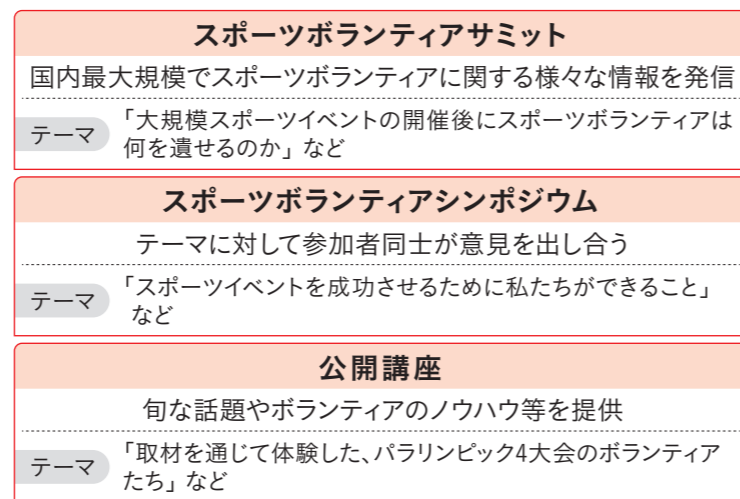 スポーツボランティアサミット
国内最大規模でスポーツボランティアに関する様々な情報を発信
テーマ 「大規模スポーツイベントの開催後にスポーツボランティアは
何を遺せるのか」 など
スポーツボランティアシンポジウム
テーマに対して参加者同士が意見を出し合う
テーマ 「スポーツイベントを成功させるために私たちができること」
など
公開講座
旬な話題やボランティアのノウハウ等を提供
テーマ 「取材を通じて体験した、パラリンピック4大会のボランティア
たち」 など